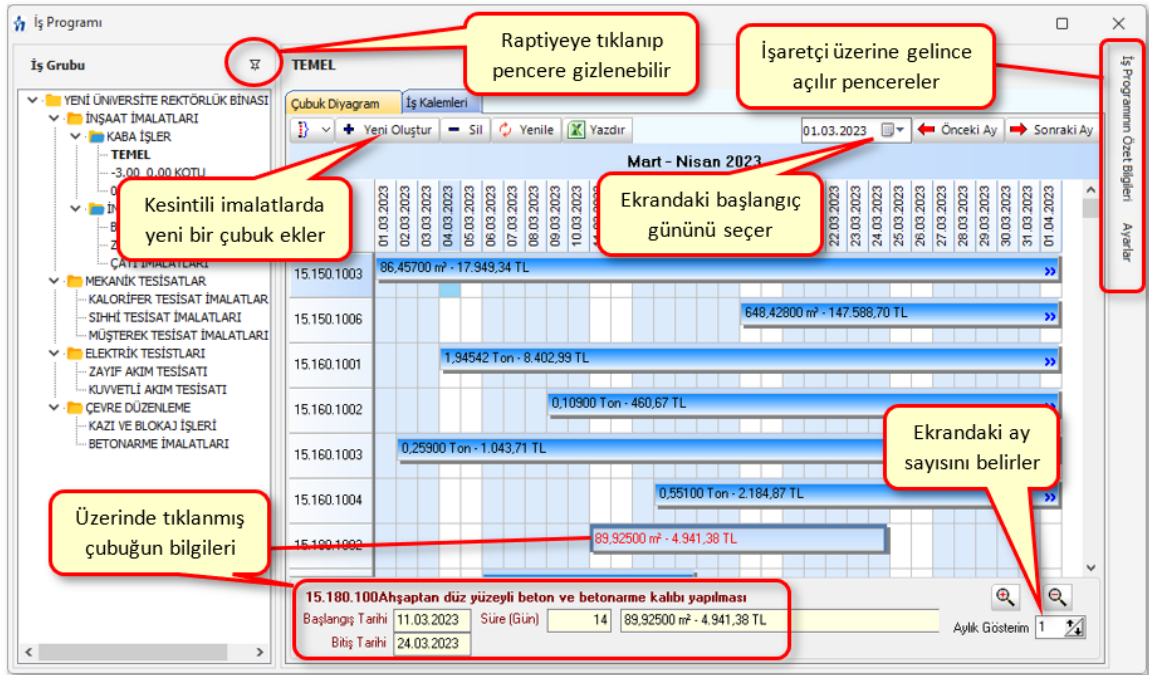 İş Programı
Raptiyeye tıklanıp
pencere gizlenebilir
İşaretçi üzerine gelince
açılır pencereler
İş Grubu
TEMEL
YENİ ÜNİVERSİTE REKTÖRLÜK BİNASI
İNŞAAT İMALATLARI
KABA İŞLER
TEMEL
-3.00 0.00 KOTU
ÇATI İMALATLARI
MEKANİK TESİSATLAR
KALORİFER TESİSAT İMALATLAR
SIHHİ TESİSAT İMALATLARI
MÜŞTEREK TESİSAT İMALATLARI
ELEKTRİK TESİSTLARI
ZAYIF AKIM TESİSATI
KUVVETLİ AKIM TESİSATI
ÇEVRE DÜZENLEME
KAZI VE BLOKAJ İŞLERİ
BETONARME İMALATLARI
Çubuk Diyagram İş Kalemleri
Yeni Oluştur Sil Yenile Yazdır 01.03.2023 Önceki Ay Sonraki Ay
Mart - Nisan 2023
Kesintili imalatlarda
yeni bir çubuk ekler
Ekrandaki başlangıç
gününü seçer
01.03.2023 02.03.2023 03.03.2023 04.03.2023 05.03.2023 06.03.2023 07.03.2023 08.03.2023 09.03.2023 10.03.2023 22.03.2023 23.03.2023 24.03.2023 25.03.2023 26.03.2023 27.03.2023 28.03.2023 29.03.2023 30.03.2023 31.03.2023 01.04.2023
15.150.1003 86,45700 m² - 17.949,34 TL
15.150.1006 648,42800 m² - 147.588,70 TL
15.160.1001 1,94542 Ton - 8.402,99 TL
15.160.1002 0,10900 Ton - 460,67 TL
15.160.1003 0,25900 Ton - 1.043,71 TL
15.160.1004 0,55100 Ton - 2.184,87 TL
15.180.1002 89,92500 m² - 4.941,38 TL
Ekrandaki ay
sayısını belirler
Üzerinde tıklanmış
çubuğun bilgileri
15.180.100Ahşaptan düz yüzeyli beton ve betonarme kalıbı yapılması
Başlangış Tarihi 11.03.2023 Süre (Gün) 14 89,92500 m² - 4.941,38 TL
Bitiş Tarihi 24.03.2023
Aylık Gösterim 1
İş Programının Özet Bilgileri
Ayarlar